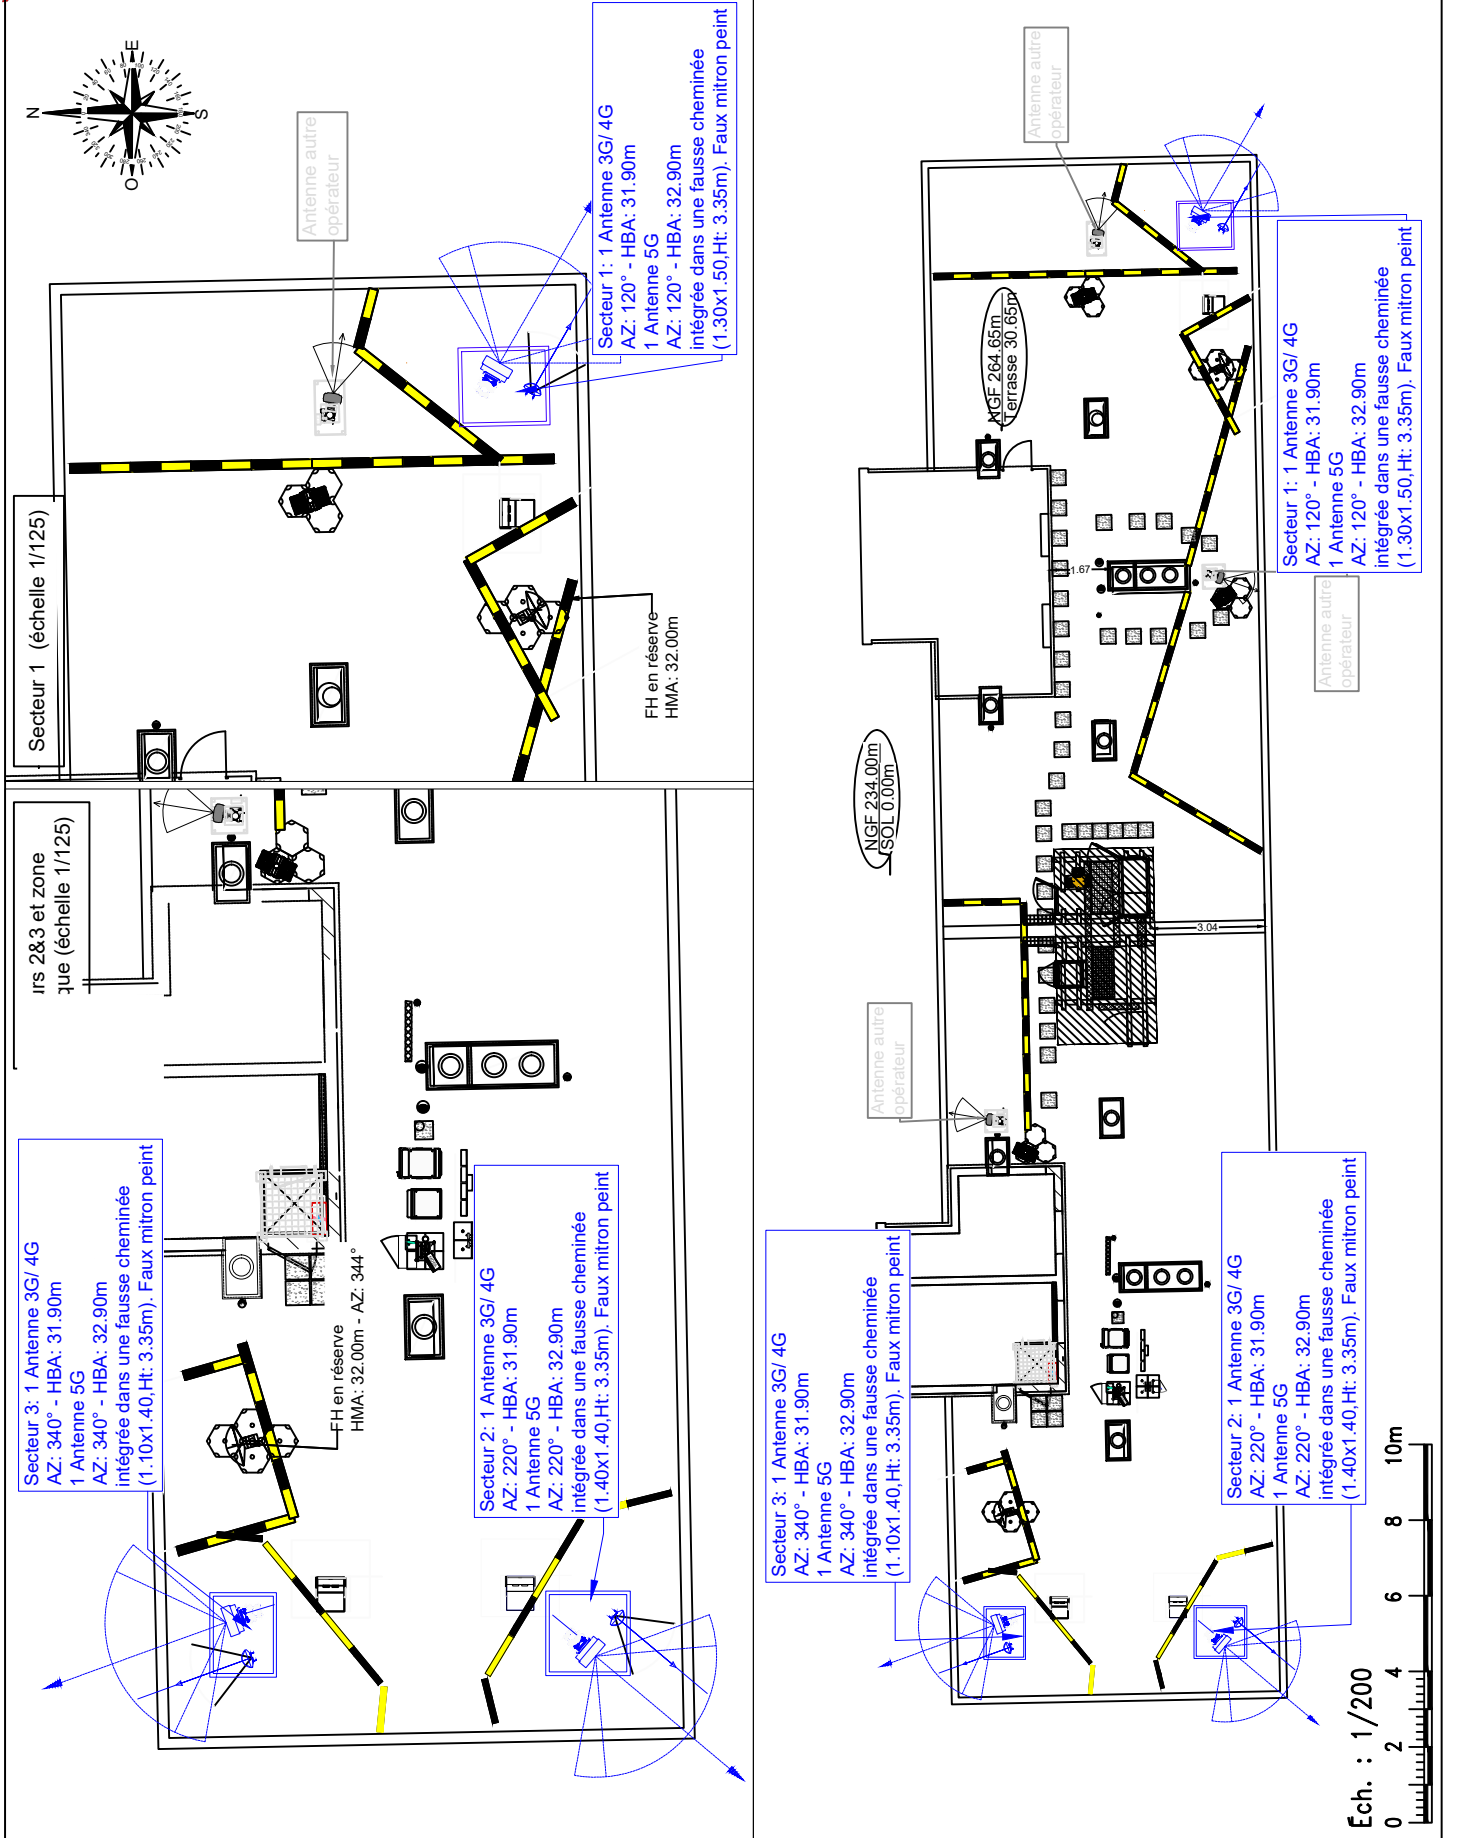 N
E
S
O
Antenne autre
opérateur
Secteur 1: 1 Antenne 3G/ 4G
AZ: 120° - HBA: 31.90m
1 Antenne 5G
AZ: 120° - HBA: 32.90m
intégrée dans une fausse cheminée
(1.30x1.50,Ht: 3.35m). Faux mitron peint
Secteur 1 (échelle 1/125)
FH en réserve
HMA: 32.00m
irs 2&3 et zone
que (échelle 1/125)
Secteur 3: 1 Antenne 3G/ 4G
AZ: 340° - HBA: 31.90m
1 Antenne 5G
AZ: 340° - HBA: 32.90m
intégrée dans une fausse cheminée
(1.10x1.40,Ht: 3.35m). Faux mitron peint
FH en réserve
HMA: 32.00m - AZ: 344°
Secteur 2: 1 Antenne 3G/ 4G
AZ: 220° - HBA: 31.90m
1 Antenne 5G
AZ: 220° - HBA: 32.90m
intégrée dans une fausse cheminée
(1.40x1.40,Ht: 3.35m). Faux mitron peint
Antenne autre
opérateur
NGF 264.65m
Terrasse 30.65m
Secteur 1: 1 Antenne 3G/ 4G
AZ: 120° - HBA: 31.90m
1 Antenne 5G
AZ: 120° - HBA: 32.90m
intégrée dans une fausse cheminée
(1.30x1.50,Ht: 3.35m). Faux mitron peint
1.67
Antenne autre
opérateur
NGF 234.00m
SOL 0.00m
3.04
Antenne autre
opérateur
Secteur 3: 1 Antenne 3G/ 4G
AZ: 340° - HBA: 31.90m
1 Antenne 5G
AZ: 340° - HBA: 32.90m
intégrée dans une fausse cheminée
(1.10x1.40,Ht: 3.35m). Faux mitron peint
Secteur 2: 1 Antenne 3G/ 4G
AZ: 220° - HBA: 31.90m
1 Antenne 5G
AZ: 220° - HBA: 32.90m
intégrée dans une fausse cheminée
(1.40x1.40,Ht: 3.35m). Faux mitron peint
Éch. : 1/200
0 2 4 6 8 10m